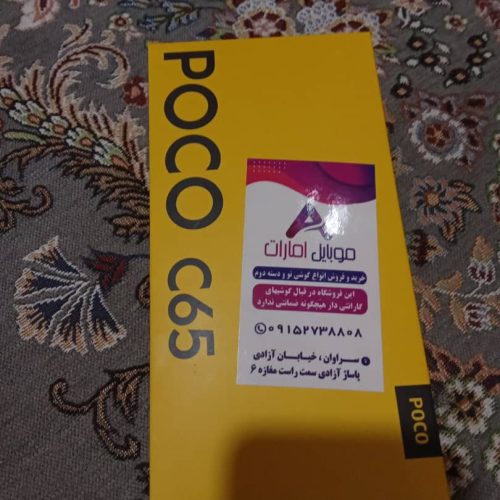 POCO C65
موبایل امارات
خرید و فروش انواع گوشی نو و دسته دوم
این فروشگاه در قبال گوشیهای
گارانتی دار هیچگونه ضمانتی ندارد
۰۹۱۵۲۷۳۸۸۰۸
سراوان ، خیابان آزادی
پاساژ آزادی سمت راست مغازه ۶
POCO